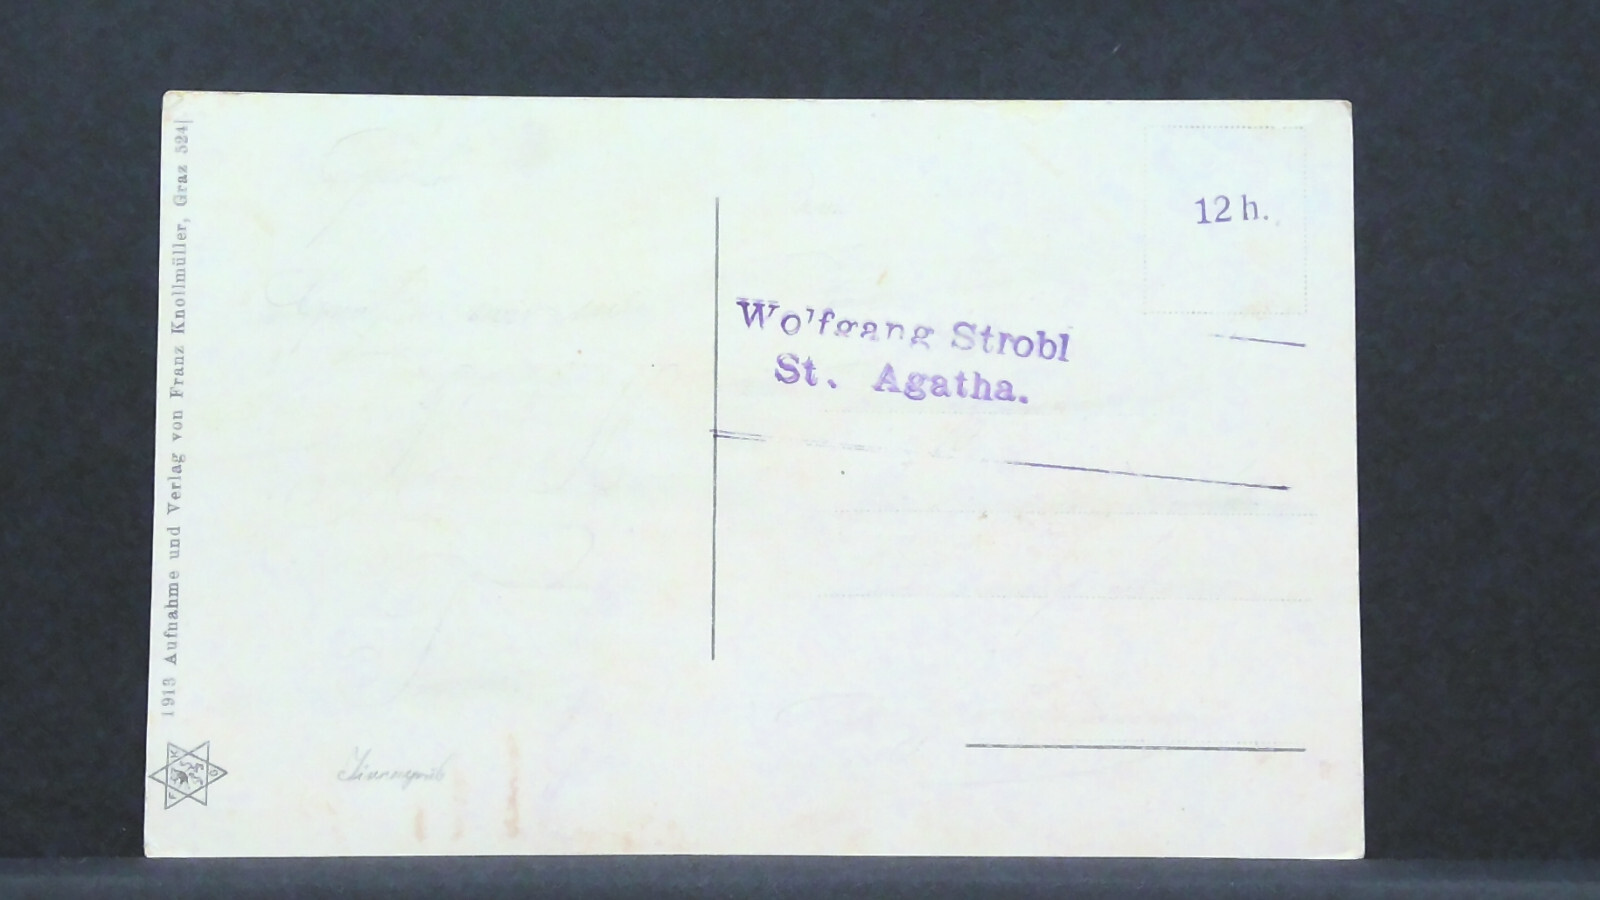 1913 Aufnahme und Verlag von Franz Knollmüller, Graz 524
12 h.
Wolfgang Strobl
St. Agatha.